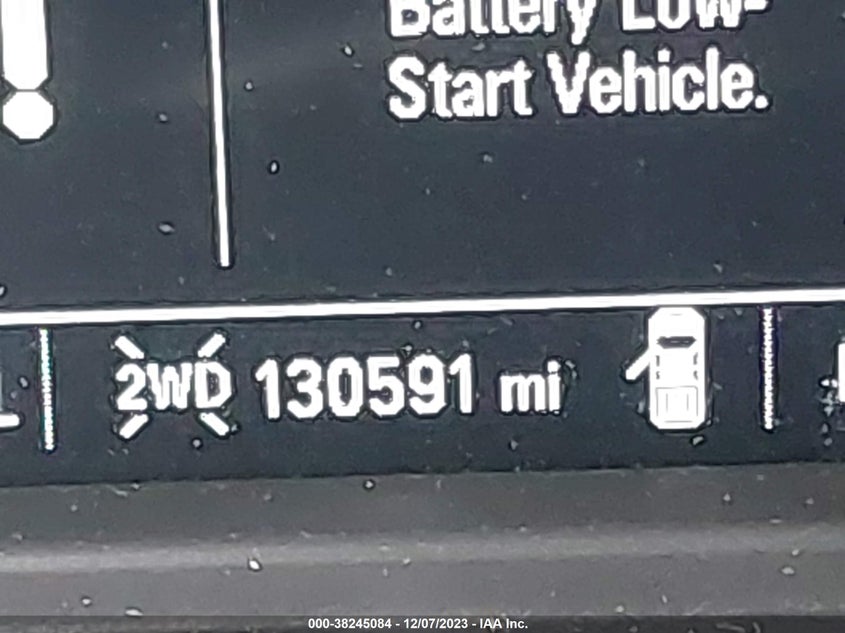 Battery Low-
Start Vehicle.
2WD 130591 mi
000-38245084 - 12/07/2023 - IAA Inc.